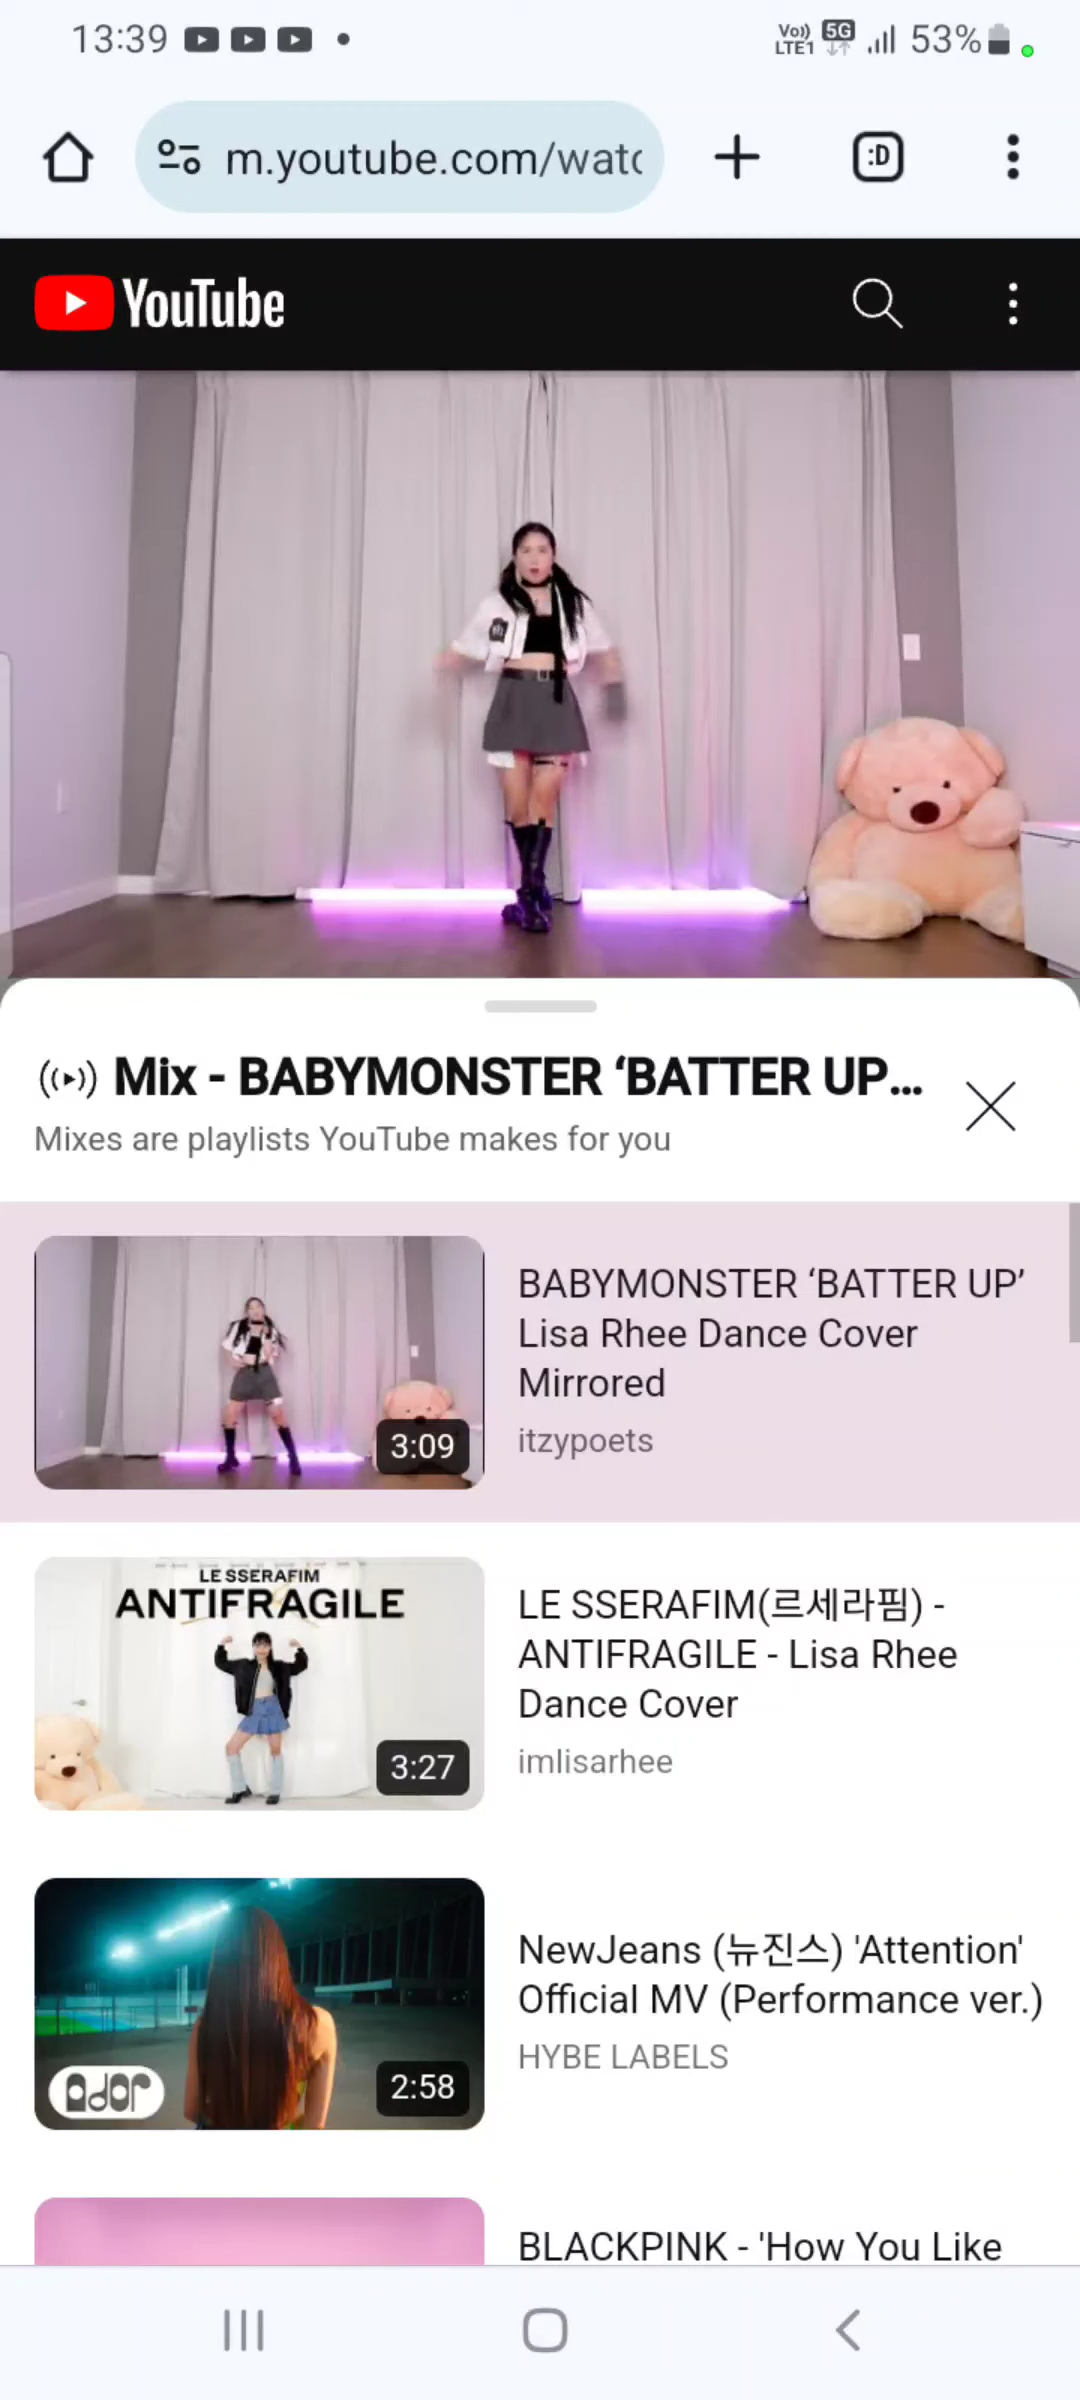 13:39
Vo)) LTE1 5G 53%
m.youtube.com/watc
:D
YouTube
Mix - BABYMONSTER ‘BATTER UP...
Mixes are playlists YouTube makes for you
BABYMONSTER ‘BATTER UP’
Lisa Rhee Dance Cover
Mirrored
itzypoets
3:09
LE SSERAFIM
ANTIFRAGILE
3:27
LE SSERAFIM(르세라핌) -
ANTIFRAGILE - Lisa Rhee
Dance Cover
imlisarhee
ador
2:58
NewJeans (뉴진스) 'Attention'
Official MV (Performance ver.)
HYBE LABELS
BLACKPINK - 'How You Like